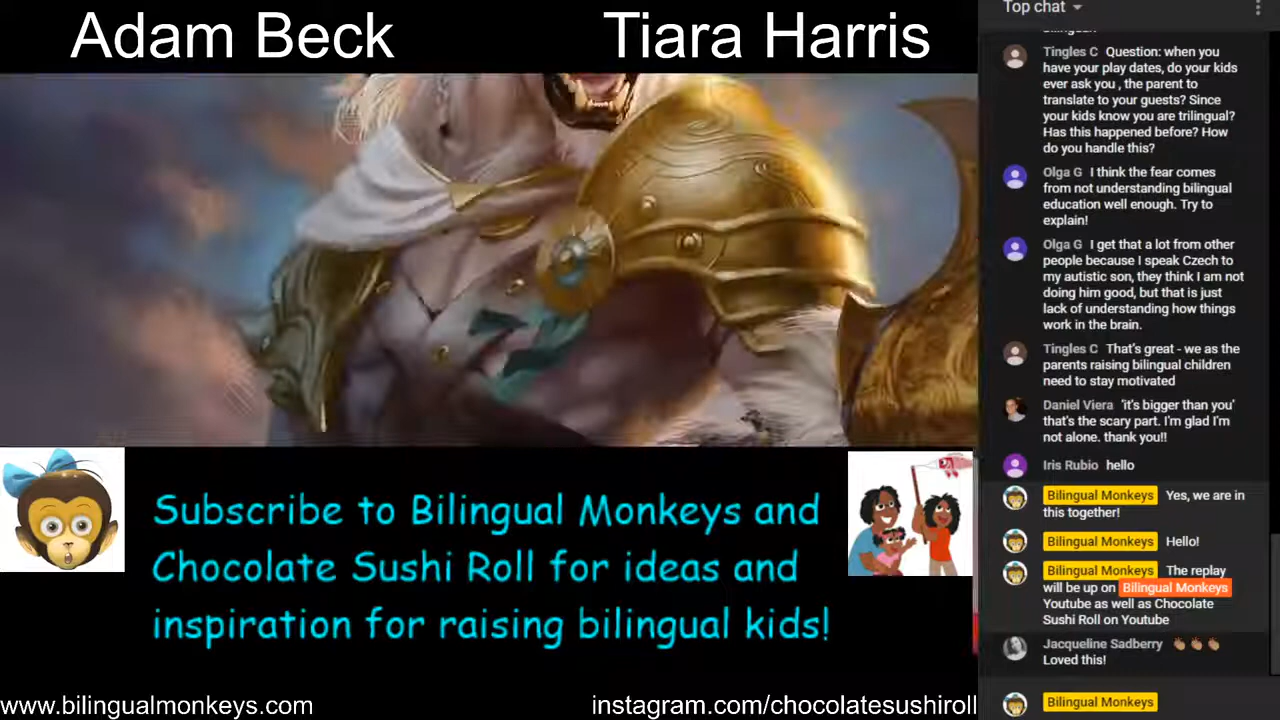 Adam Beck
Tiara Harris
Subscribe to Bilingual Monkeys and
Chocolate Sushi Roll for ideas and
inspiration for raising bilingual kids!
www.bilingualmonkeys.com
instagram.com/chocolatesushiroll
Top chat
Tingles C Question: when you
have your play dates, do your kids
ever ask you , the parent to
translate to your guests? Since
your kids know you are trilingual?
Has this happened before? How
do you handle this?
Olga G I think the fear comes
from not understanding bilingual
education well enough. Try to
explain!
Olga G I get that a lot from other
people because I speak Czech to
my autistic son, they think I am not
doing him good, but that is just
lack of understanding how things
work in the brain.
Tingles C That's great - we as the
parents raising bilingual children
need to stay motivated
Daniel Viera 'it's bigger than you'
that's the scary part. I'm glad I'm
not alone. thank you!!
Iris Rubio hello
Bilingual Monkeys Yes, we are in
this together!
Bilingual Monkeys Hello!
Bilingual Monkeys The replay
will be up on Bilingual Monkeys
Youtube as well as Chocolate
Sushi Roll on Youtube
Jacqueline Sadberry 👏🏽👏🏽👏🏽
Loved this!
Bilingual Monkeys